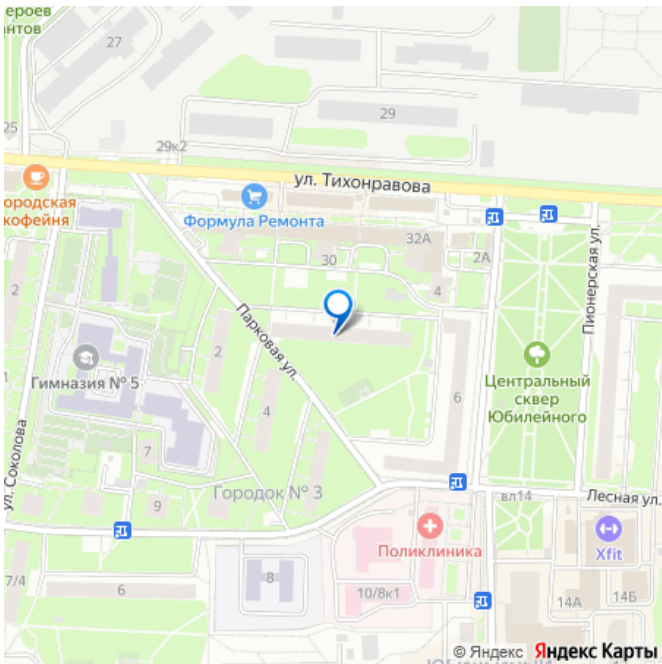 ероев
антов
27
29
25
29к2
ул. Тихонравова
ородская
кофейня
Формула Ремонта
32А
2А
30
4
2
Пионерская ул.
Парковая ул.
2
Гимназия № 5
Центральный
сквер
Юбилейного
4
6
7
ул. Соколова
Городок № 3
9
вл14
Лесная ул.
Поликлиника
Xfit
7/4
6
8
10/8к1
14А
14Б
© Яндекс Яндекс Карты